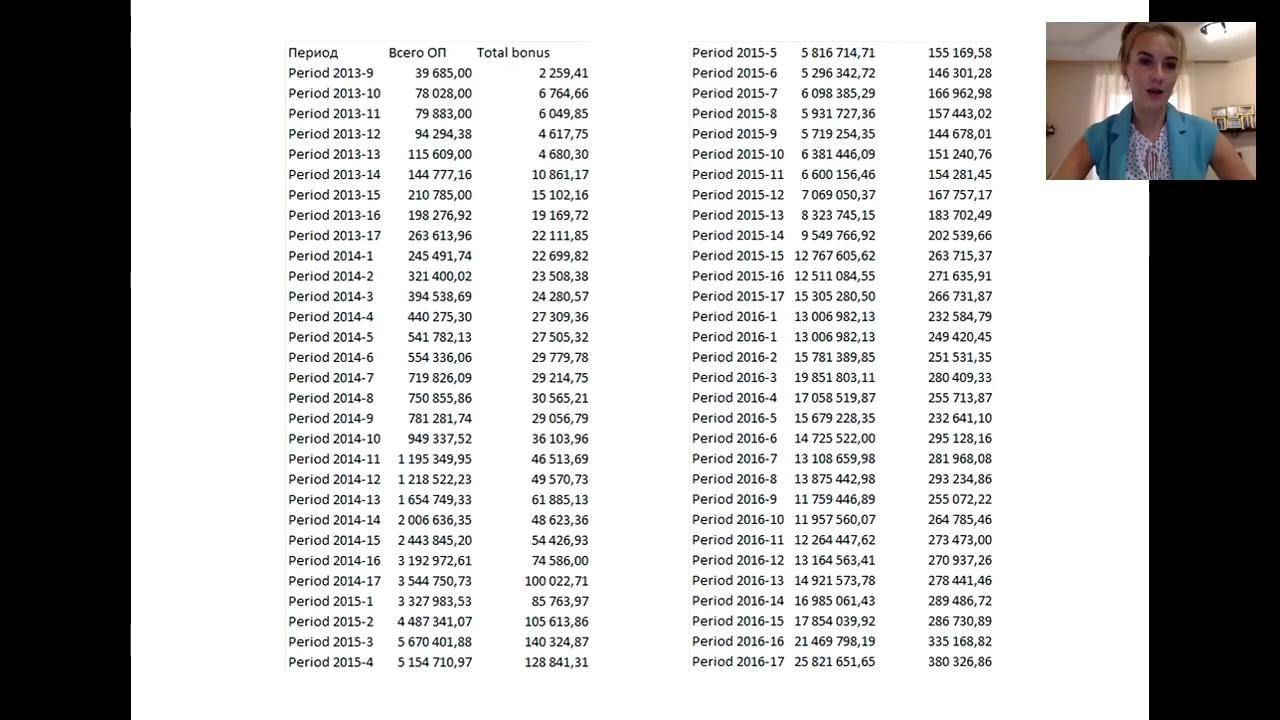 Период Всего ОП Total bonus
Period 2013-9 39 685,00 2 259,41
Period 2013-10 78 028,00 6 764,66
Period 2013-11 79 883,00 6 049,85
Period 2013-12 94 294,38 4 617,75
Period 2013-13 115 609,00 4 680,30
Period 2013-14 144 777,16 10 861,17
Period 2013-15 210 785,00 15 102,16
Period 2013-16 198 276,92 19 169,72
Period 2013-17 263 613,96 22 111,85
Period 2014-1 245 491,74 22 699,82
Period 2014-2 321 400,02 23 508,38
Period 2014-3 394 538,69 24 280,57
Period 2014-4 440 275,30 27 309,36
Period 2014-5 541 782,13 27 505,32
Period 2014-6 554 336,06 29 779,78
Period 2014-7 719 826,09 29 214,75
Period 2014-8 750 855,86 30 565,21
Period 2014-9 781 281,74 29 056,79
Period 2014-10 949 337,52 36 103,96
Period 2014-11 1 195 349,95 46 513,69
Period 2014-12 1 218 522,23 49 570,73
Period 2014-13 1 654 749,33 61 885,13
Period 2014-14 2 006 636,35 48 623,36
Period 2014-15 2 443 845,20 54 426,93
Period 2014-16 3 192 972,61 74 586,00
Period 2014-17 3 544 750,73 100 022,71
Period 2015-1 3 327 983,53 85 763,97
Period 2015-2 4 487 341,07 105 613,86
Period 2015-3 5 670 401,88 140 324,87
Period 2015-4 5 154 710,97 128 841,31
Period 2015-5 5 816 714,71 155 169,58
Period 2015-6 5 296 342,72 146 301,28
Period 2015-7 6 098 385,29 166 962,98
Period 2015-8 5 931 727,36 157 443,02
Period 2015-9 5 719 254,35 144 678,01
Period 2015-10 6 381 446,09 151 240,76
Period 2015-11 6 600 156,46 154 281,45
Period 2015-12 7 069 050,37 167 757,17
Period 2015-13 8 323 745,15 183 702,49
Period 2015-14 9 549 766,92 202 539,66
Period 2015-15 12 767 605,62 263 715,37
Period 2015-16 12 511 084,55 271 635,91
Period 2015-17 15 305 280,50 266 731,87
Period 2016-1 13 006 982,13 232 584,79
Period 2016-1 13 006 982,13 249 420,45
Period 2016-2 15 781 389,85 251 531,35
Period 2016-3 19 851 803,11 280 409,33
Period 2016-4 17 058 519,87 255 713,87
Period 2016-5 15 679 228,35 232 641,10
Period 2016-6 14 725 522,00 295 128,16
Period 2016-7 13 108 659,98 281 968,08
Period 2016-8 13 875 442,98 293 234,86
Period 2016-9 11 759 446,89 255 072,22
Period 2016-10 11 957 560,07 264 785,46
Period 2016-11 12 264 447,62 273 473,00
Period 2016-12 13 164 563,41 270 937,26
Period 2016-13 14 921 573,78 278 441,46
Period 2016-14 16 985 061,43 289 486,72
Period 2016-15 17 854 039,92 286 730,89
Period 2016-16 21 469 798,19 335 168,82
Period 2016-17 25 821 651,65 380 326,86